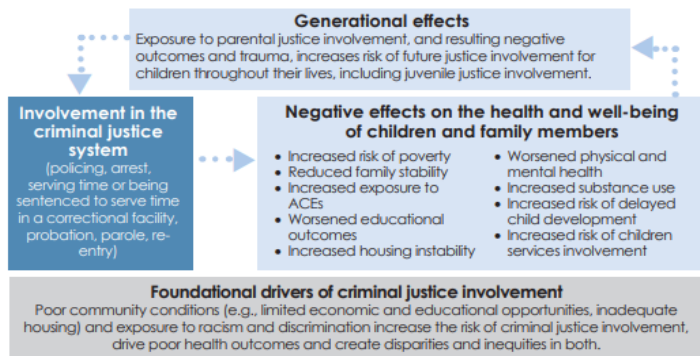 Generational effects
Exposure to parental justice involvement, and resulting negative
outcomes and trauma, increases risk of future justice involvement for
children throughout their lives, including juvenile justice involvement.
Involvement in the
criminal justice
system
(policing, arrest,
serving time or being
sentenced to serve time
in a correctional facility,
probation, parole, re-
entry)
Negative effects on the health and well-being
of children and family members
• Increased risk of poverty
• Reduced family stability
• Increased exposure to
ACEs
• Worsened educational
outcomes
• Increased housing instability
• Worsened physical and
mental health
• Increased substance use
• Increased risk of delayed
child development
• Increased risk of children
services involvement
Foundational drivers of criminal justice involvement
Poor community conditions (e.g., limited economic and educational opportunities, inadequate
housing) and exposure to racism and discrimination increase the risk of criminal justice involvement,
drive poor health outcomes and create disparities and inequities in both.